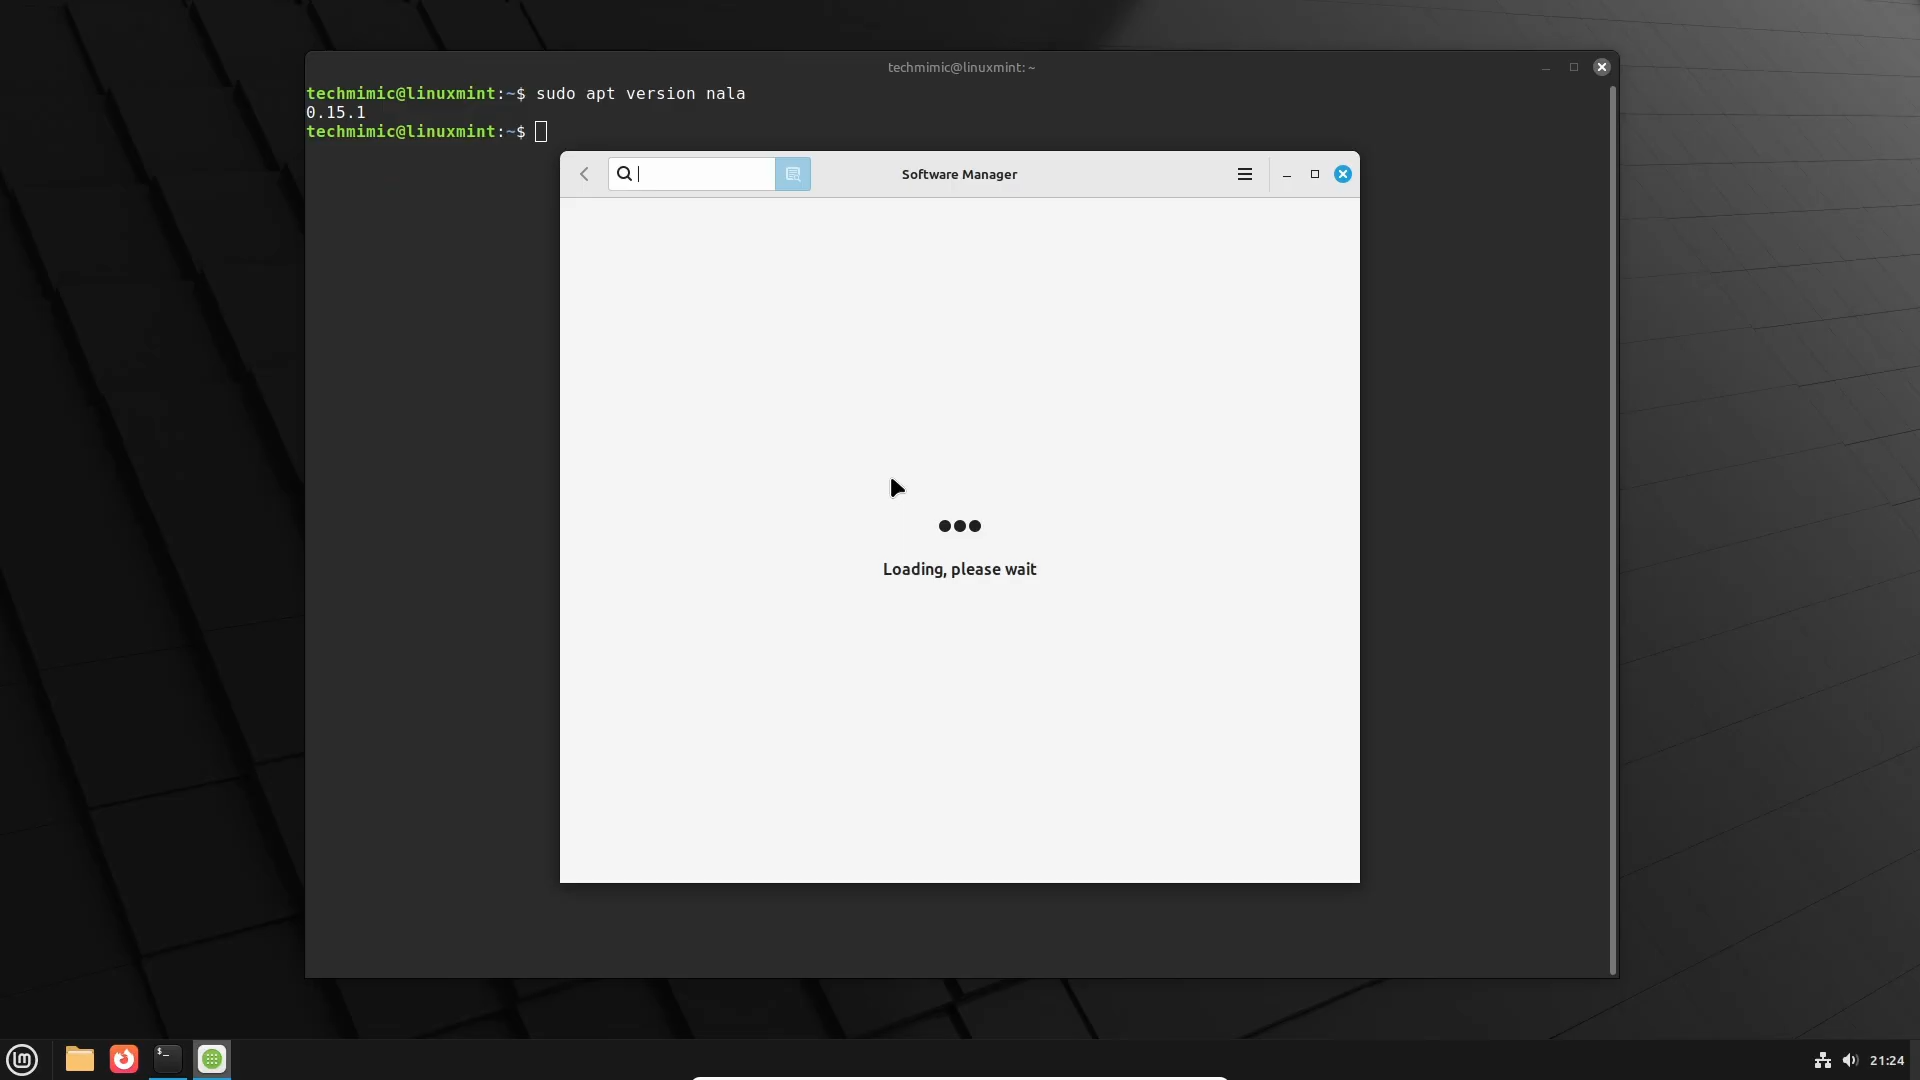 techmimic@linuxmint: ~
techmimic@linuxmint:~$ sudo apt version nala
0.15.1
techmimic@linuxmint:~$
Software Manager
Loading, please wait
$_
lm
21:24